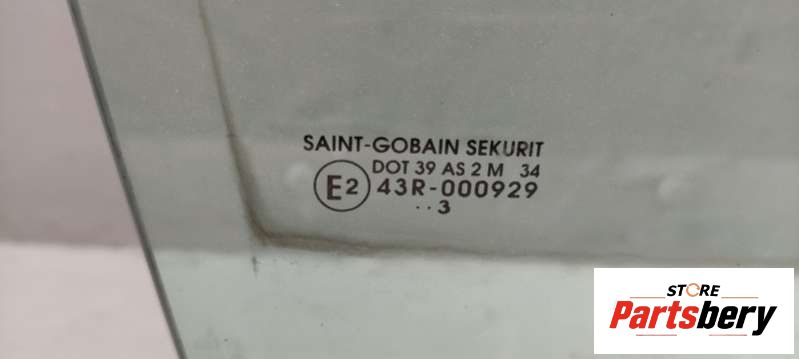 SAINT-GOBAIN SEKURIT
DOT 39 AS 2 M 34
E2 43R-000929
..3
STORE
Partsbery